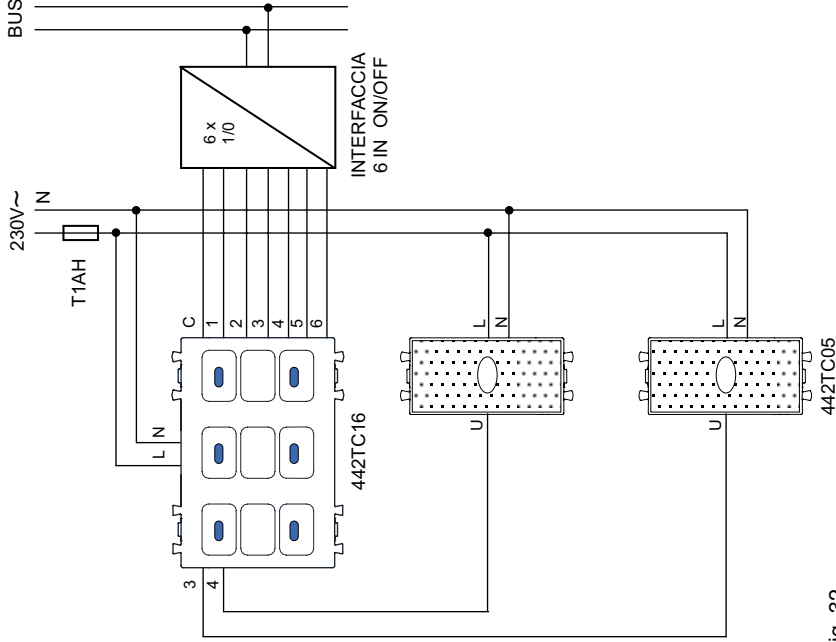 BUS
230V~
N
T1AH
6 x
1/0
INTERFACCIA
6 IN ON/OFF
C
1
2
3
4
5
6
L
N
442TC16
3
4
L
N
U
L
N
U
442TC05